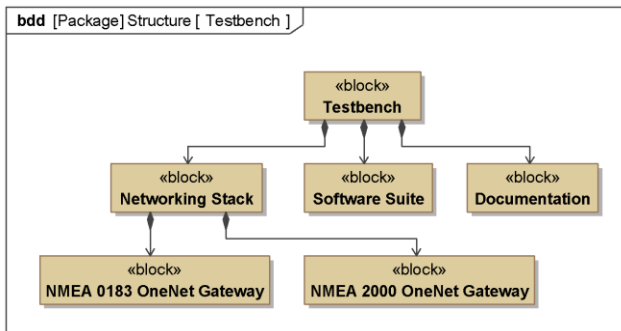 bdd [Package] Structure [ Testbench ]
«block»
Testbench
«block»
Networking Stack
«block»
Software Suite
«block»
Documentation
«block»
NMEA 0183 OneNet Gateway
«block»
NMEA 2000 OneNet Gateway